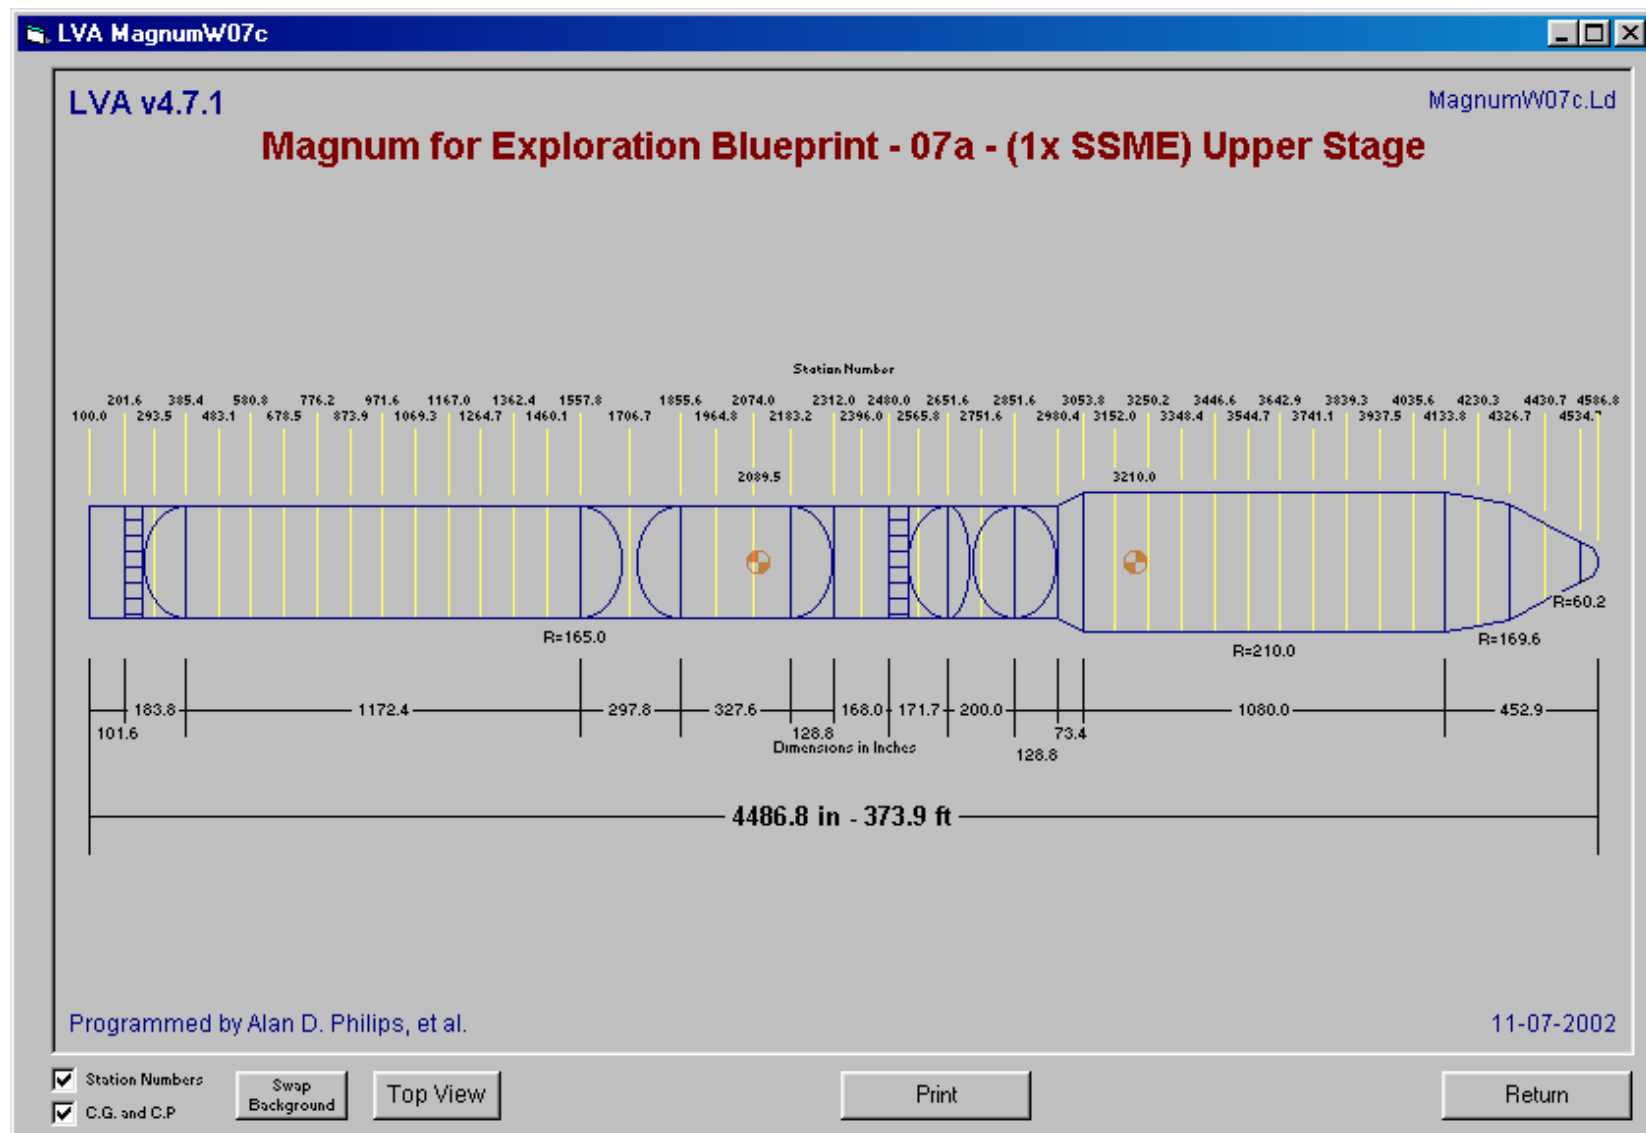 LVA MagnumW07c
LVA v4.7.1
MagnumW07c.Ld
Magnum for Exploration Blueprint - 07a - (1x SSME) Upper Stage
Station Number
201.6 385.4 580.8 776.2 971.6 1167.0 1362.4 1557.8 1855.6 2074.0 2312.0 2480.0 2651.6 2851.6 3053.8 3250.2 3446.6 3642.9 3839.3 4035.6 4230.3 4430.7 4586.8
100.0 293.5 483.1 678.5 873.9 1069.3 1264.7 1460.1 1706.7 1964.8 2183.2 2396.0 2565.8 2751.6 2980.4 3152.0 3348.4 3544.7 3741.1 3937.5 4133.8 4326.7 4534.7
2089.5 3210.0
R=60.2
R=165.0 R=210.0 R=169.6
183.8 1172.4 297.8 327.6 168.0 171.7 200.0 1080.0 452.9
101.6 128.8 73.4
Dimensions in Inches
128.8
4486.8 in - 373.9 ft
Programmed by Alan D. Philips, et al.
11-07-2002
Station Numbers
C.G. and C.P
Swap
Background
Top View
Print
Return